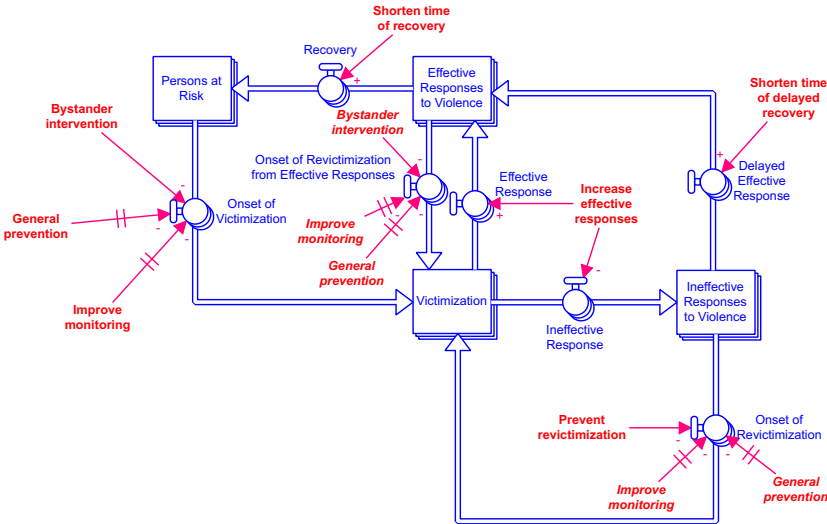 Shorten time
of recovery
Recovery
Persons at
Risk
Effective
Responses
to Violence
Shorten time
of delayed
recovery
Bystander
intervention
Bystander
intervention
+
+
-
-
Onset of Revictimization
from Effective Responses
Effective
Response
Delayed
Effective
Response
Increase
effective
responses
General
prevention
Onset of
Victimization
-
-
-
-
+
Improve
monitoring
General
prevention
Improve
monitoring
-
Victimization
Ineffective
Response
Ineffective
Responses
to Violence
Prevent
revictimization
Onset of
Revictimization
-
-
-
Improve
monitoring
General
prevention